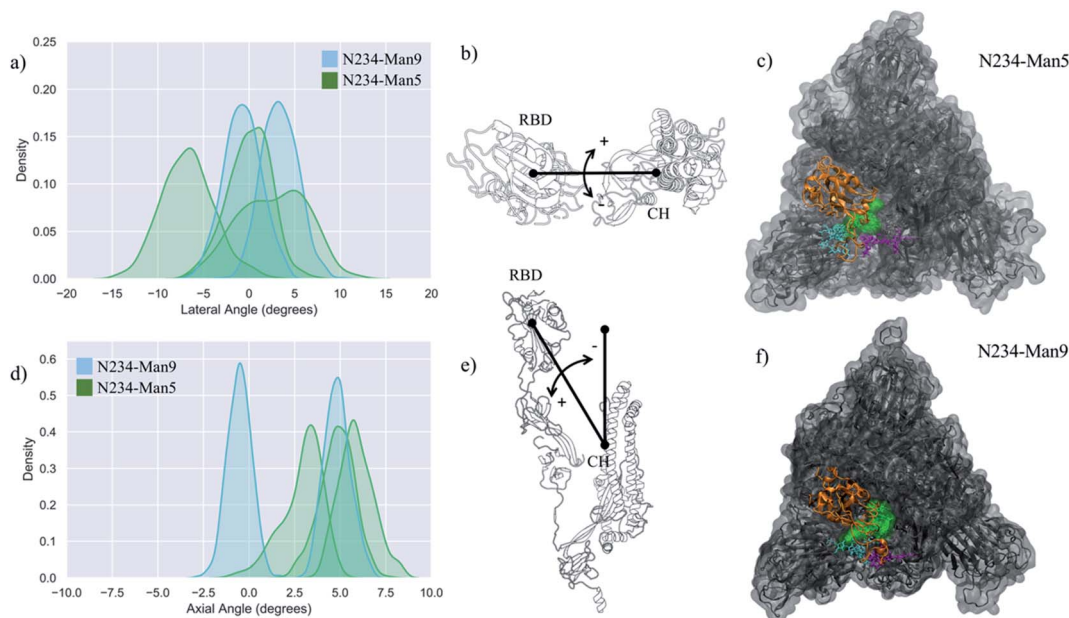 a)
0.25
0.20
0.15
0.10
0.05
0.00
Density
N234-Man9
N234-Man5
−20 −15 −10 −5 0 5 10 15 20
Lateral Angle (degrees)
b)
RBD
+
-
CH
c)
N234-Man5
d)
0.6
0.5
0.4
0.3
0.2
0.1
0.0
Density
N234-Man9
N234-Man5
−10.0 −7.5 −5.0 −2.5 0.0 2.5 5.0 7.5 10.0
Axial Angle (degrees)
RBD
e)
-
+
CH
f)
N234-Man9